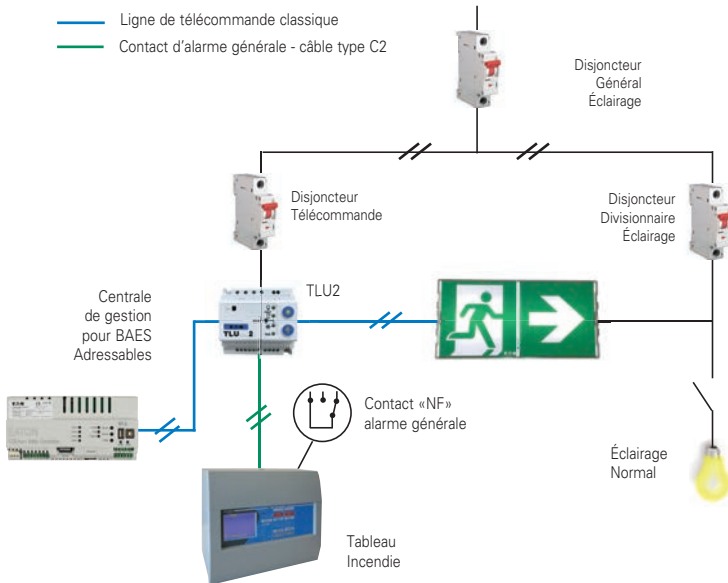 Ligne de télécommande classique
Contact d'alarme générale - câble type C2
Disjoncteur
Général
Éclairage
Disjoncteur
Télécommande
Disjoncteur
Divisionnaire
Éclairage
TLU2
Centrale
de gestion
pour BAES
Adressables
TLU 2
EATON
Contact «NF»
alarme générale
Éclairage
Normal
Tableau
Incendie